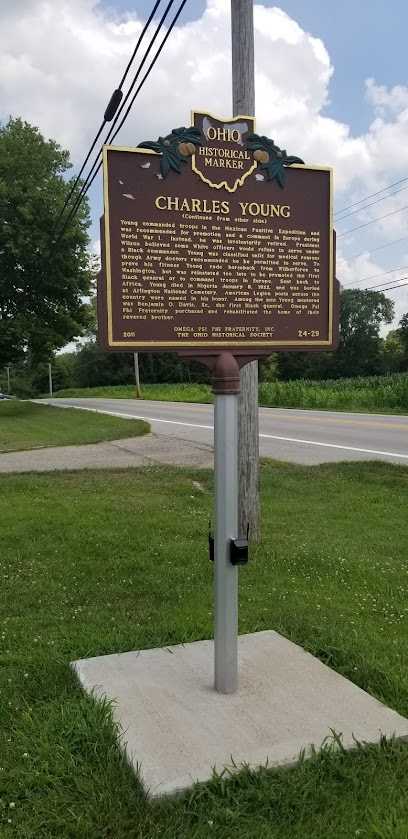 OHIO
HISTORICAL
MARKER
CHARLES YOUNG
(Continued from other side)
Young commanded troops in the Mexican Punitive Expedition and
was recommended for promotion and a command in Europe during
World War I. Instead, he was involuntarily retired. President
Wilson believed some White officers would refuse to serve under
a Black commander. Young was classified unfit for medical reasons
though Army doctors recommended he be permitted to serve. To
prove his fitness Young rode horseback from Wilberforce to
Washington, but was reinstated too late to be promoted the first
Black general or to command troops in Europe. Sent back to
Africa, Young died in Nigeria January 8, 1922, and was buried
at Arlington National Cemetery. American Legion posts across the
country were named in his honor. Among the men Young mentored
was Benjamin O. Davis, Sr., the first Black general. Omega Psi
Phi Fraternity purchased and rehabilitated the home of their
revered brother.
OMEGA PSI PHI FRATERNITY, INC.
2011 THE OHIO HISTORICAL SOCIETY 24-29